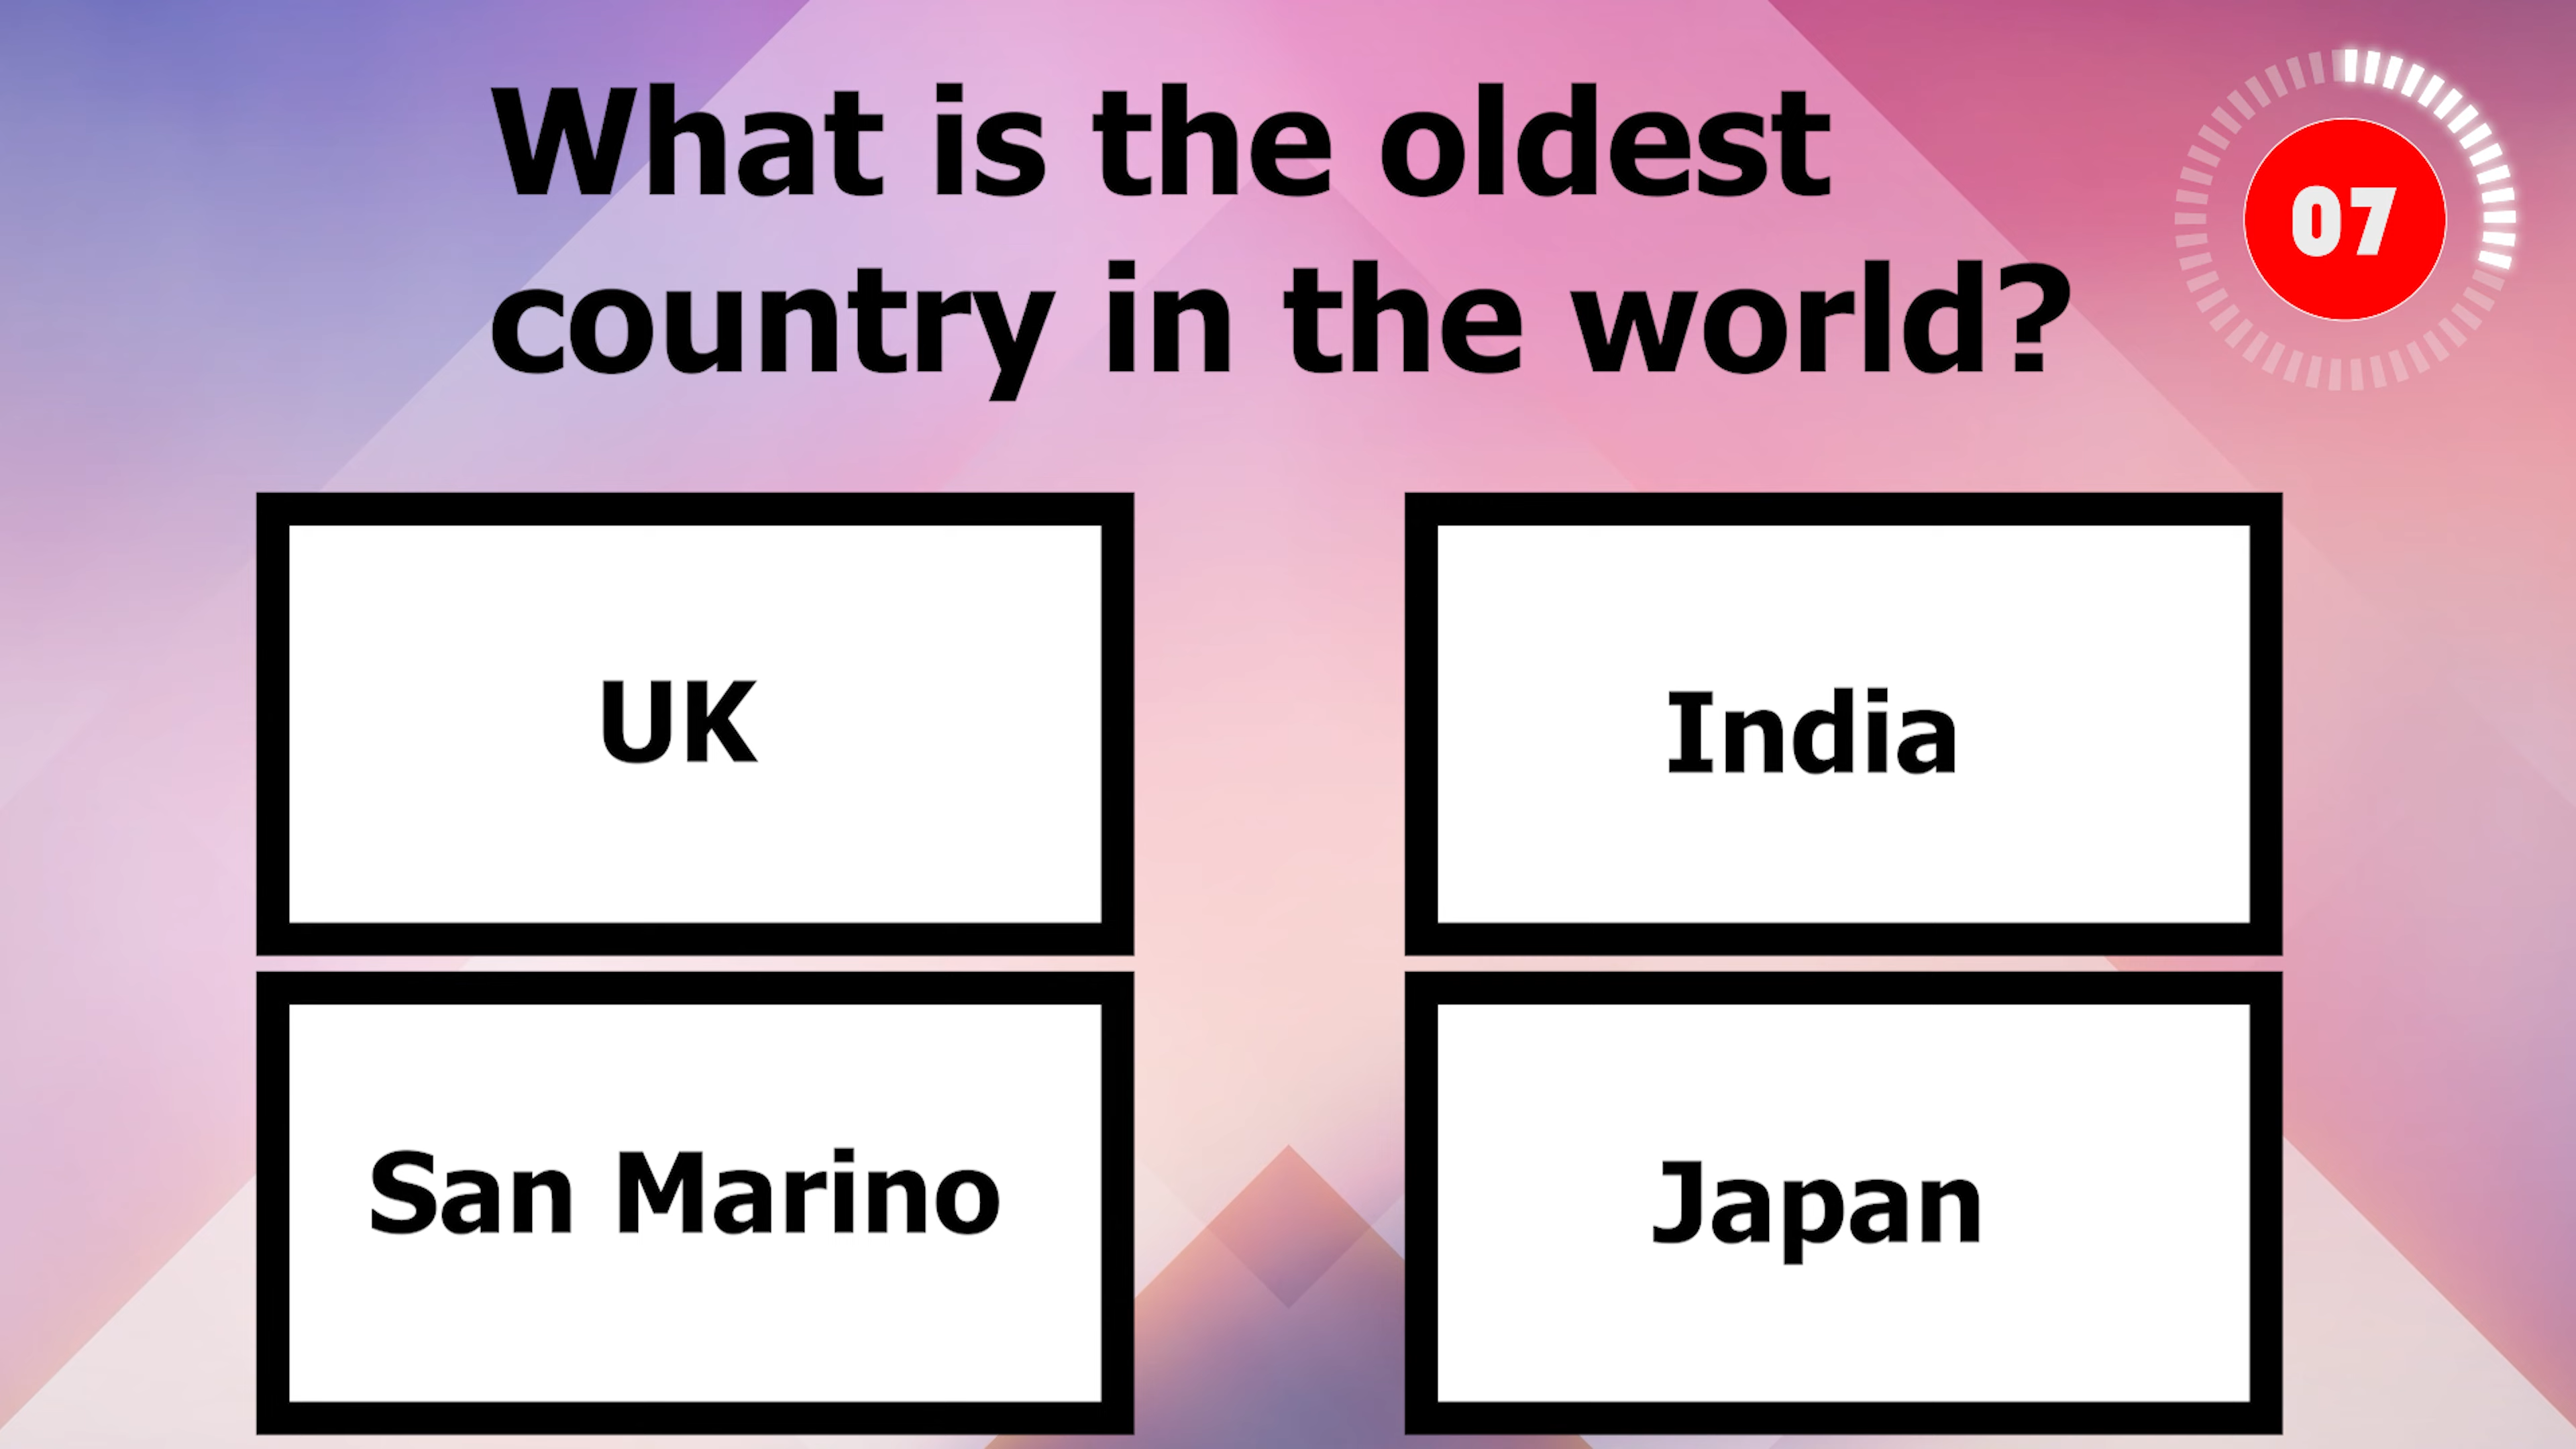 What is the oldest
country in the world?
07
UK
India
San Marino
Japan